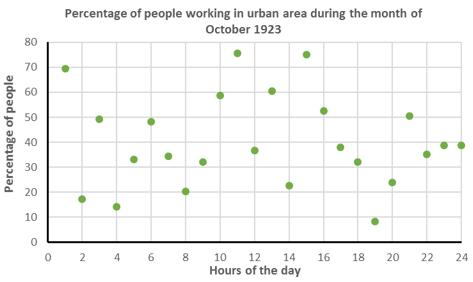 Percentage of people working in urban area during the month of
October 1923
80
70
60
50
40
30
20
10
0
Percentage of people
0 2 4 6 8 10 12 14 16 18 20 22 24
Hours of the day